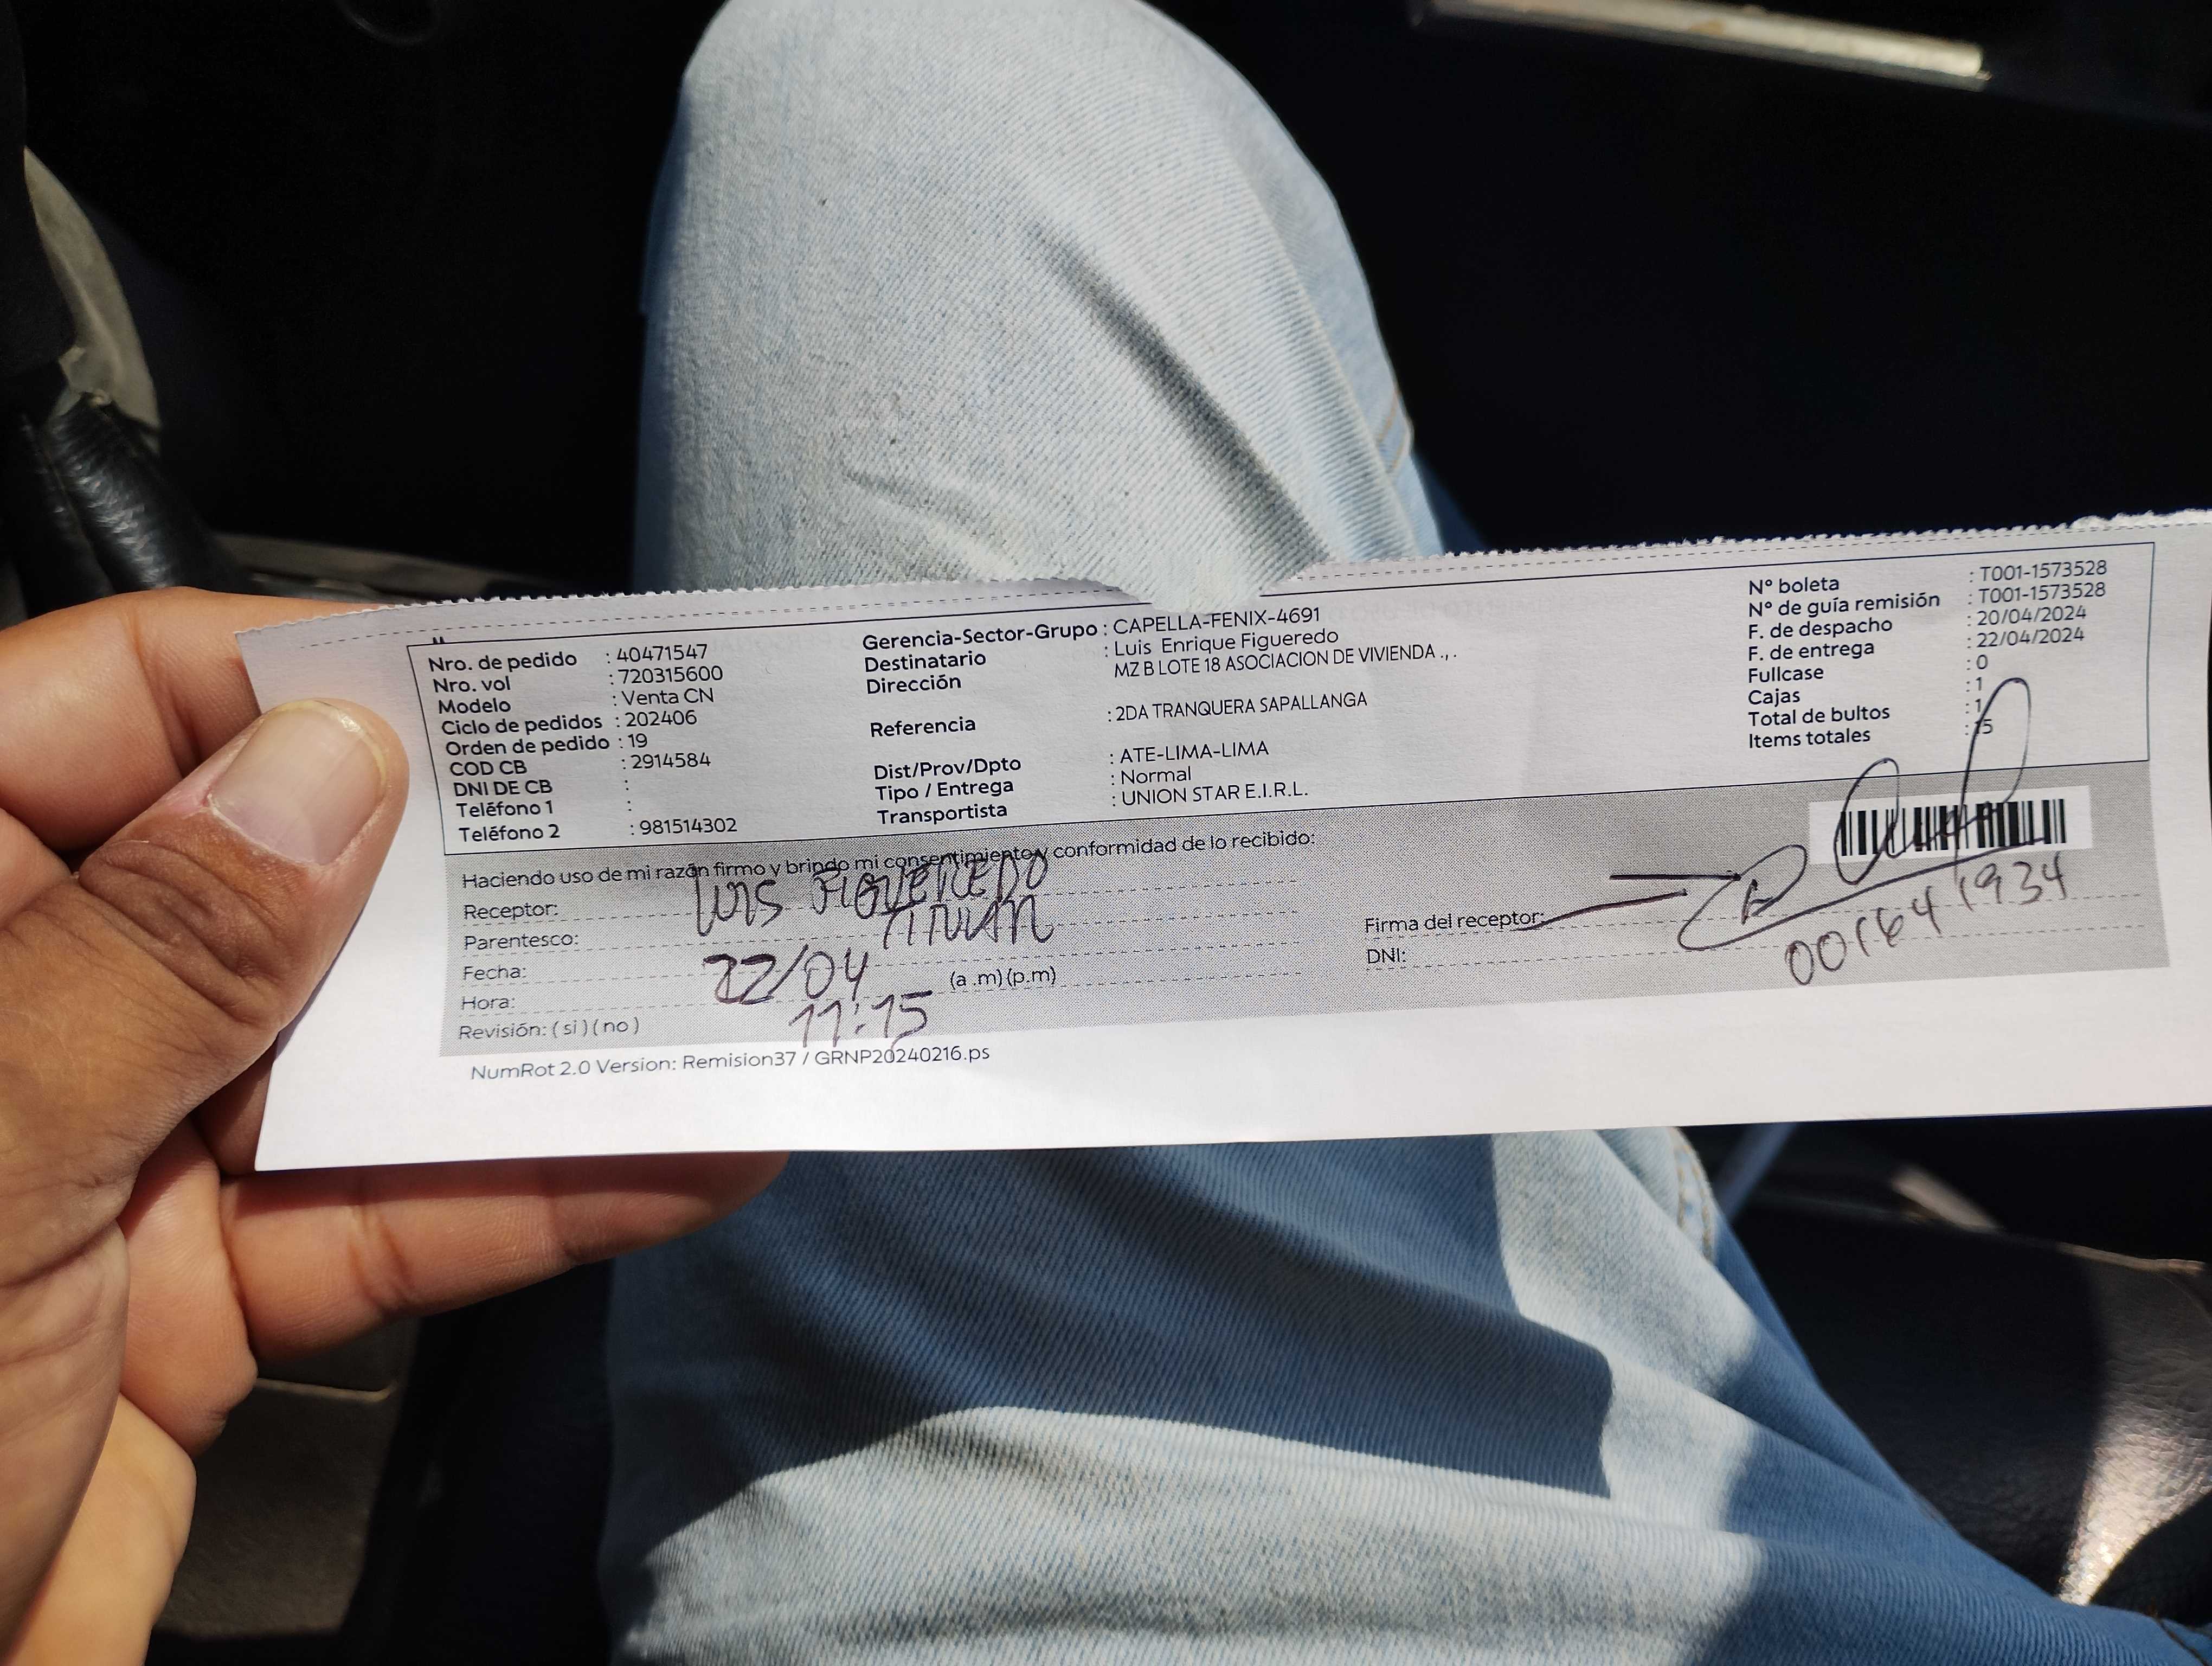 Nro. de pedido : 40471547
Nro. vol : 720315600
Modelo : Venta CN
Ciclo de pedidos : 202406
Orden de pedido : 19
COD CB : 2914584
DNI DE CB :
Teléfono 1 :
Teléfono 2 : 981514302
Gerencia-Sector-Grupo : CAPELLA-FENIX-4691
Destinatario : Luis Enrique Figueredo
Dirección MZ B LOTE 18 ASOCIACION DE VIVIENDA .,.
Referencia : 2DA TRANQUERA SAPALLANGA
Dist/Prov/Dpto : ATE-LIMA-LIMA
Tipo / Entrega : Normal
Transportista : UNION STAR E.I.R.L.
N° boleta : T001-1573528
N° de guía remisión : T001-1573528
F. de despacho : 20/04/2024
F. de entrega : 22/04/2024
Fullcase : 0
Cajas : 1
Total de bultos : 1
Items totales : 15
Haciendo uso de mi razón firmo y brindo mi consentimiento y conformidad de lo recibido:
Receptor: LUIS FIGUEREDO
Parentesco:
Fecha: 22/04
Hora: 11:15 (a .m) (p.m)
Revisión: ( si ) ( no )
Firma del receptor:
DNI: 001641934
NumRot 2.0 Version: Remision37 / GRNP20240216.ps